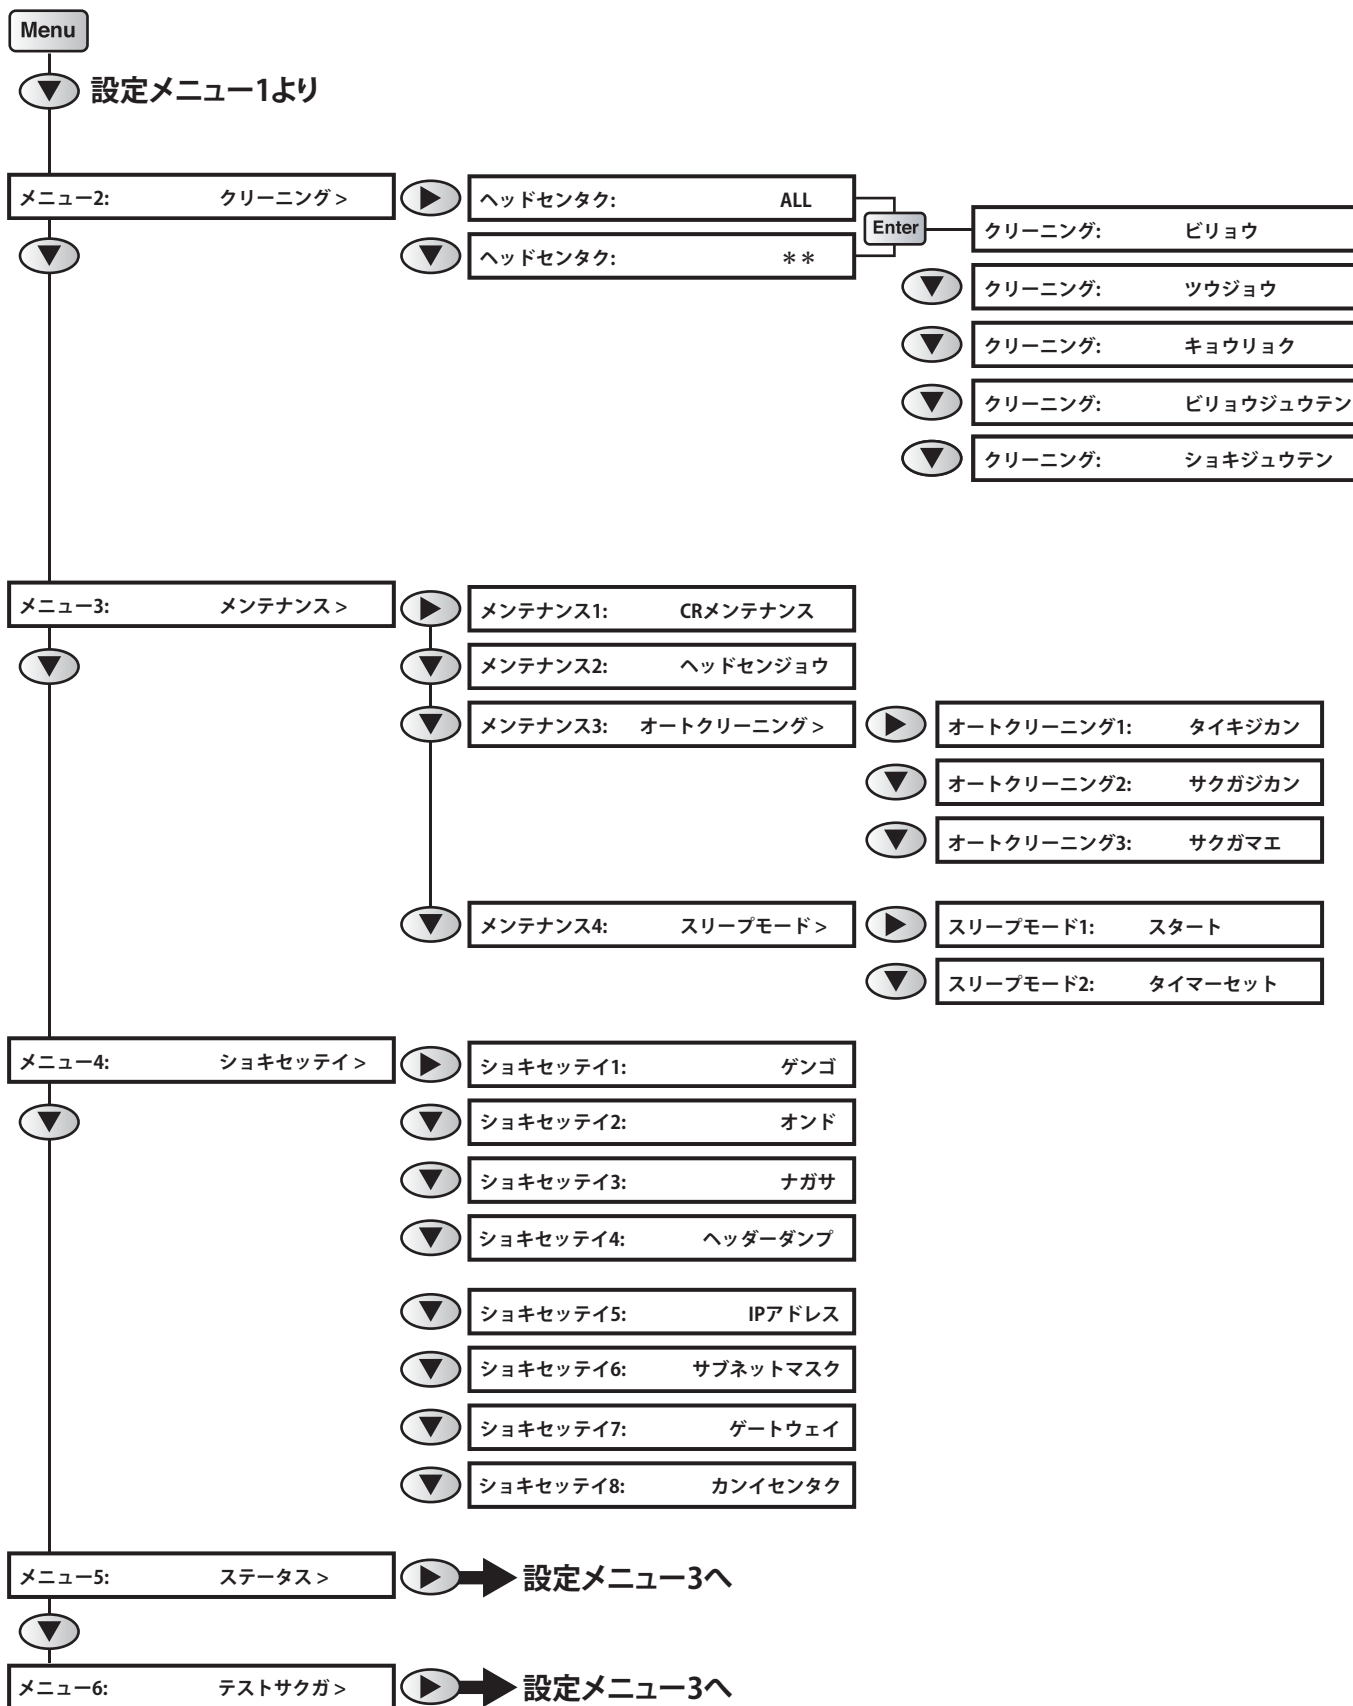 Menu
設定メニュー1より
メニュー2: クリーニング >
ヘッドセンタク: ALL
ヘッドセンタク: ＊＊
Enter
クリーニング: ビリョウ
クリーニング: ツウジョウ
クリーニング: キョウリョク
クリーニング: ビリョウジュウテン
クリーニング: ショキジュウテン
メニュー3: メンテナンス >
メンテナンス1: CRメンテナンス
メンテナンス2: ヘッドセンジョウ
メンテナンス3: オートクリーニング >
オートクリーニング1: タイキジカン
オートクリーニング2: サクガジカン
オートクリーニング3: サクガマエ
メンテナンス4: スリープモード >
スリープモード1: スタート
スリープモード2: タイマーセット
メニュー4: ショキセッテイ >
ショキセッテイ1: ゲンゴ
ショキセッテイ2: オンド
ショキセッテイ3: ナガサ
ショキセッテイ4: ヘッダーダンプ
ショキセッテイ5: IPアドレス
ショキセッテイ6: サブネットマスク
ショキセッテイ7: ゲートウェイ
ショキセッテイ8: カンイセンタク
メニュー5: ステータス >
設定メニュー3へ
メニュー6: テストサクガ >
設定メニュー3へ